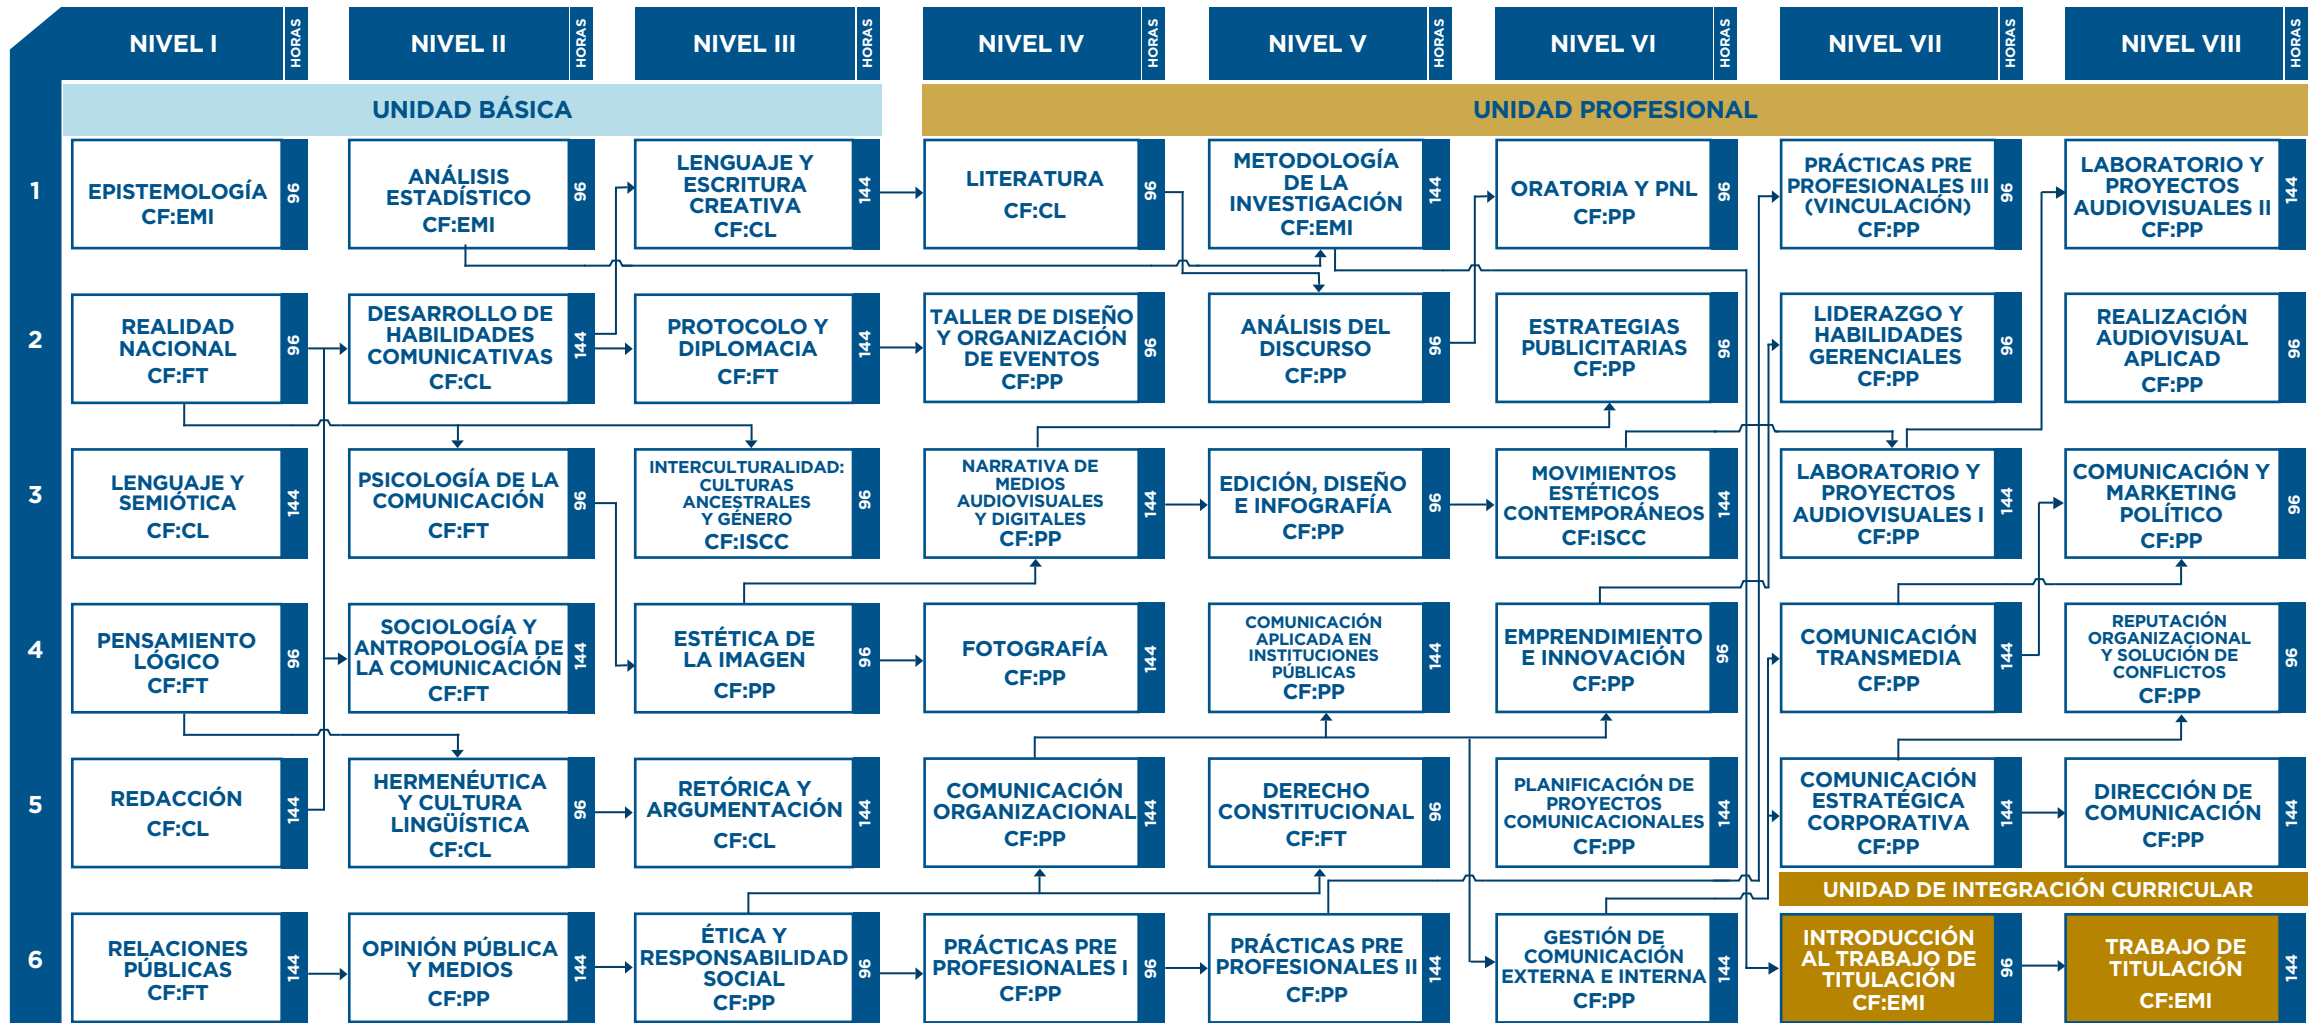 NIVEL I
HORAS
NIVEL II
HORAS
NIVEL III
HORAS
NIVEL IV
HORAS
NIVEL V
HORAS
NIVEL VI
HORAS
NIVEL VII
HORAS
NIVEL VIII
HORAS
UNIDAD BÁSICA
UNIDAD PROFESIONAL
1
EPISTEMOLOGÍA
CF:EMI
96
ANÁLISIS
ESTADÍSTICO
CF:EMI
96
LENGUAJE Y
ESCRITURA
CREATIVA
CF:CL
144
LITERATURA
CF:CL
96
METODOLOGÍA
DE LA
INVESTIGACIÓN
CF:EMI
144
ORATORIA Y PNL
CF:PP
96
PRÁCTICAS PRE
PROFESIONALES III
(VINCULACIÓN)
CF:PP
96
LABORATORIO Y
PROYECTOS
AUDIOVISUALES II
CF:PP
144
2
REALIDAD
NACIONAL
CF:FT
96
DESARROLLO DE
HABILIDADES
COMUNICATIVAS
CF:CL
144
PROTOCOLO Y
DIPLOMACIA
CF:FT
144
TALLER DE DISEÑO
Y ORGANIZACIÓN
DE EVENTOS
CF:PP
96
ANÁLISIS DEL
DISCURSO
CF:PP
96
ESTRATEGIAS
PUBLICITARIAS
CF:PP
96
LIDERAZGO Y
HABILIDADES
GERENCIALES
CF:PP
96
REALIZACIÓN
AUDIOVISUAL
APLICAD
CF:PP
96
3
LENGUAJE Y
SEMIÓTICA
CF:CL
144
PSICOLOGÍA DE LA
COMUNICACIÓN
CF:FT
96
INTERCULTURALIDAD:
CULTURAS
ANCESTRALES
Y GÉNERO
CF:ISCC
96
NARRATIVA DE
MEDIOS
AUDIOVISUALES
Y DIGITALES
CF:PP
144
EDICIÓN, DISEÑO
E INFOGRAFÍA
CF:PP
96
MOVIMIENTOS
ESTÉTICOS
CONTEMPORÁNEOS
CF:ISCC
144
LABORATORIO Y
PROYECTOS
AUDIOVISUALES I
CF:PP
144
COMUNICACIÓN Y
MARKETING
POLÍTICO
CF:PP
96
4
PENSAMIENTO
LÓGICO
CF:FT
96
SOCIOLOGÍA Y
ANTROPOLOGÍA DE
LA COMUNICACIÓN
CF:FT
144
ESTÉTICA DE
LA IMAGEN
CF:PP
96
FOTOGRAFÍA
CF:PP
144
COMUNICACIÓN
APLICADA EN
INSTITUCIONES
PÚBLICAS
CF:PP
144
EMPRENDIMIENTO
E INNOVACIÓN
CF:PP
96
COMUNICACIÓN
TRANSMEDIA
CF:PP
144
REPUTACIÓN
ORGANIZACIONAL
Y SOLUCIÓN DE
CONFLICTOS
CF:PP
96
5
REDACCIÓN
CF:CL
144
HERMENÉUTICA
Y CULTURA
LINGÜÍSTICA
CF:CL
96
RETÓRICA Y
ARGUMENTACIÓN
CF:CL
144
COMUNICACIÓN
ORGANIZACIONAL
CF:PP
144
DERECHO
CONSTITUCIONAL
CF:FT
96
PLANIFICACIÓN DE
PROYECTOS
COMUNICACIONALES
CF:PP
144
COMUNICACIÓN
ESTRATÉGICA
CORPORATIVA
CF:PP
144
DIRECCIÓN DE
COMUNICACIÓN
CF:PP
144
UNIDAD DE INTEGRACIÓN CURRICULAR
6
RELACIONES
PÚBLICAS
CF:FT
144
OPINIÓN PÚBLICA
Y MEDIOS
CF:PP
144
ÉTICA Y
RESPONSABILIDAD
SOCIAL
CF:PP
96
PRÁCTICAS PRE
PROFESIONALES I
CF:PP
96
PRÁCTICAS PRE
PROFESIONALES II
CF:PP
144
GESTIÓN DE
COMUNICACIÓN
EXTERNA E INTERNA
CF:PP
144
INTRODUCCIÓN
AL TRABAJO DE
TITULACIÓN
CF:EMI
96
TRABAJO DE
TITULACIÓN
CF:EMI
144